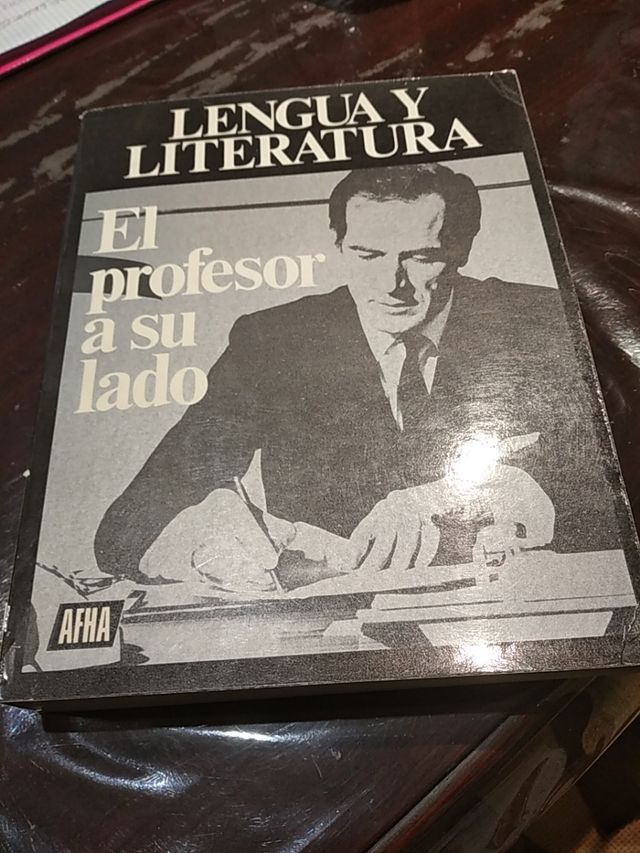 LENGUA Y
LITERATURA
El
profesor
a su
lado
AFHA